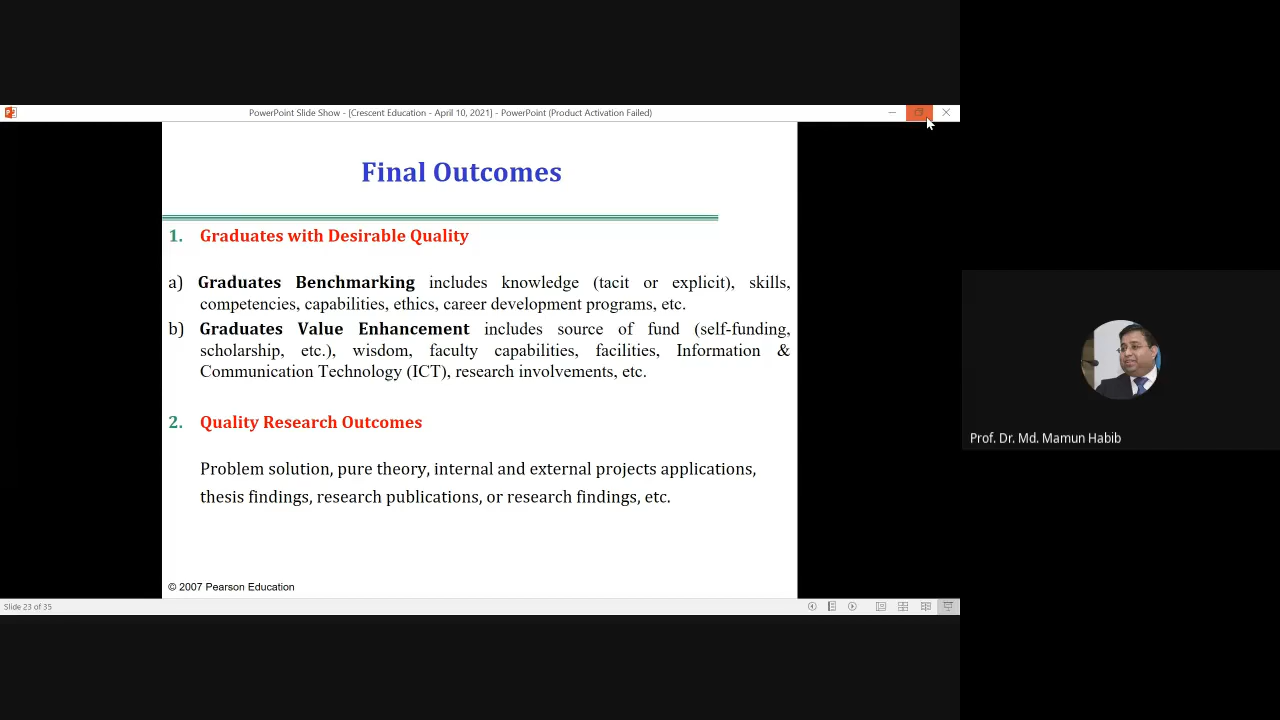 PowerPoint Slide Show - [Crescent Education - April 10, 2021] - PowerPoint (Product Activation Failed)
Final Outcomes
1. Graduates with Desirable Quality
a) Graduates Benchmarking includes knowledge (tacit or explicit), skills,
competencies, capabilities, ethics, career development programs, etc.
b) Graduates Value Enhancement includes source of fund (self-funding,
scholarship, etc.), wisdom, faculty capabilities, facilities, Information &
Communication Technology (ICT), research involvements, etc.
2. Quality Research Outcomes
Problem solution, pure theory, internal and external projects applications,
thesis findings, research publications, or research findings, etc.
© 2007 Pearson Education
Slide 23 of 35
Prof. Dr. Md. Mamun Habib